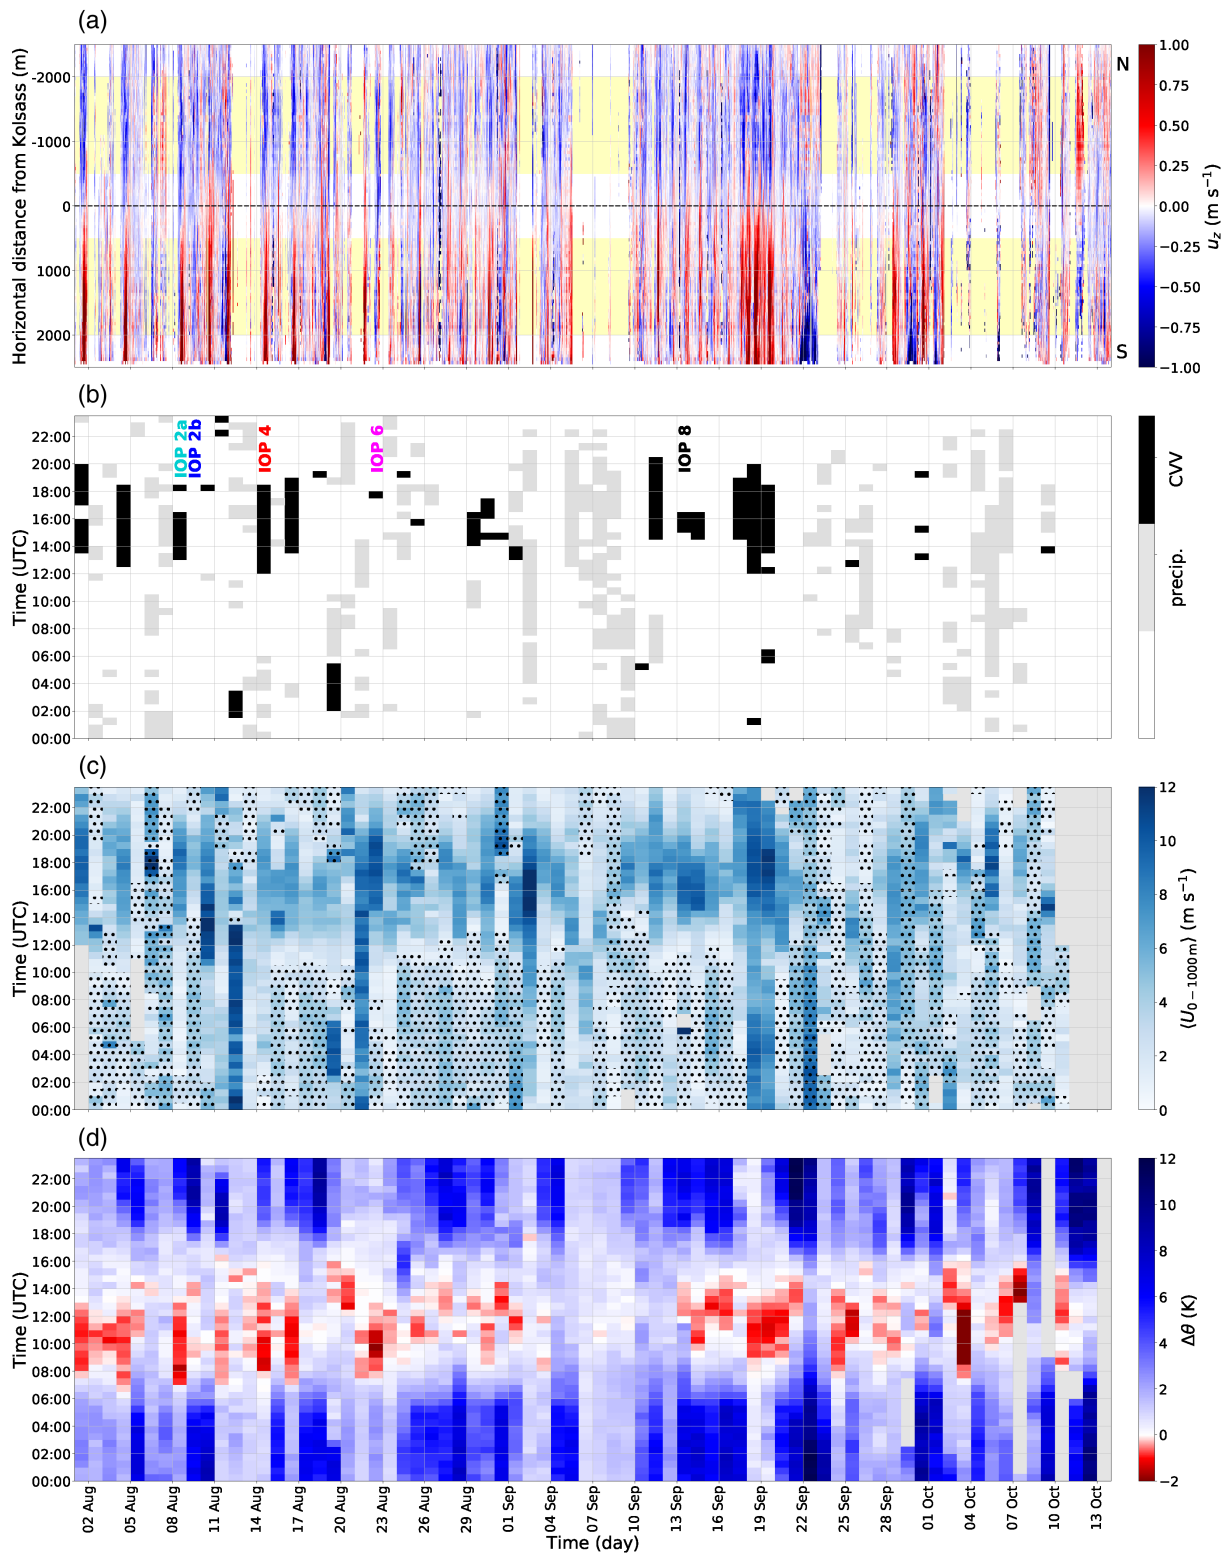 (a)
Horizontal distance from Kolsass (m)
-2000
-1000
0
1000
2000
N
S
1.00
0.75
0.50
0.25
0.00
−0.25
−0.50
−0.75
−1.00
u_z (m s⁻¹)
(b)
Time (UTC)
22:00
20:00
18:00
16:00
14:00
12:00
10:00
08:00
06:00
04:00
02:00
00:00
IOP 2a
IOP 2b
IOP 4
IOP 6
IOP 8
CVV
precip.
(c)
Time (UTC)
22:00
20:00
18:00
16:00
14:00
12:00
10:00
08:00
06:00
04:00
02:00
00:00
12
10
8
6
4
2
0
⟨U₀₋₁₀₀₀ ₘ⟩ (m s⁻¹)
(d)
Time (UTC)
22:00
20:00
18:00
16:00
14:00
12:00
10:00
08:00
06:00
04:00
02:00
00:00
12
10
8
6
4
2
0
−1
−2
Δθ (K)
02 Aug
05 Aug
08 Aug
11 Aug
14 Aug
17 Aug
20 Aug
23 Aug
26 Aug
29 Aug
01 Sep
04 Sep
07 Sep
10 Sep
13 Sep
16 Sep
19 Sep
22 Sep
25 Sep
28 Sep
01 Oct
04 Oct
07 Oct
10 Oct
13 Oct
Time (day)